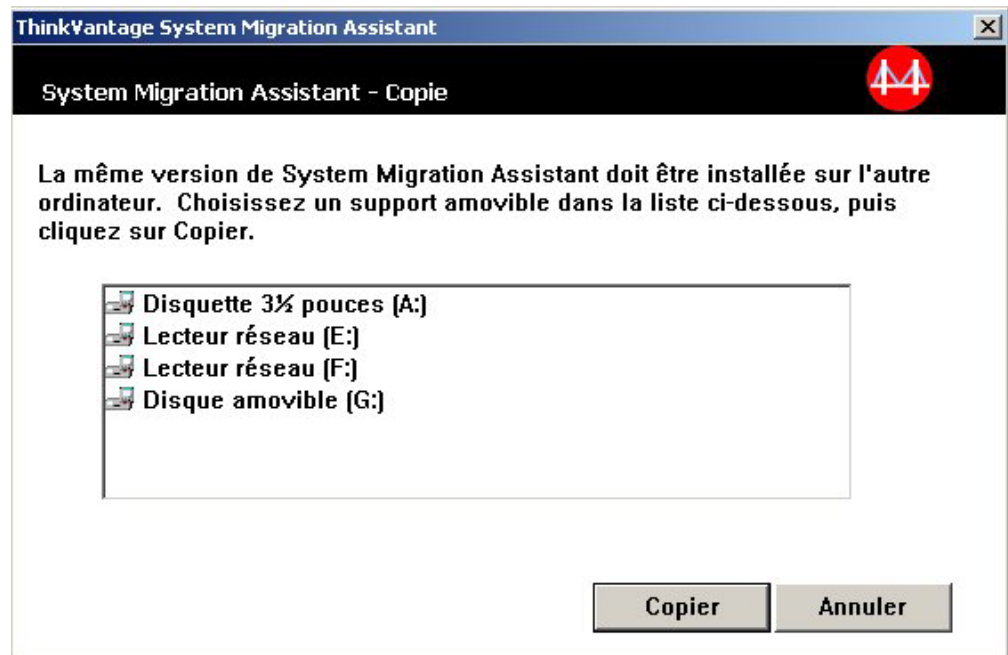 ThinkVantage System Migration Assistant
System Migration Assistant - Copie
La même version de System Migration Assistant doit être installée sur l'autre
ordinateur. Choisissez un support amovible dans la liste ci-dessous, puis
cliquez sur Copier.
Disquette 3½ pouces (A:)
Lecteur réseau (E:)
Lecteur réseau (F:)
Disque amovible (G:)
Copier
Annuler